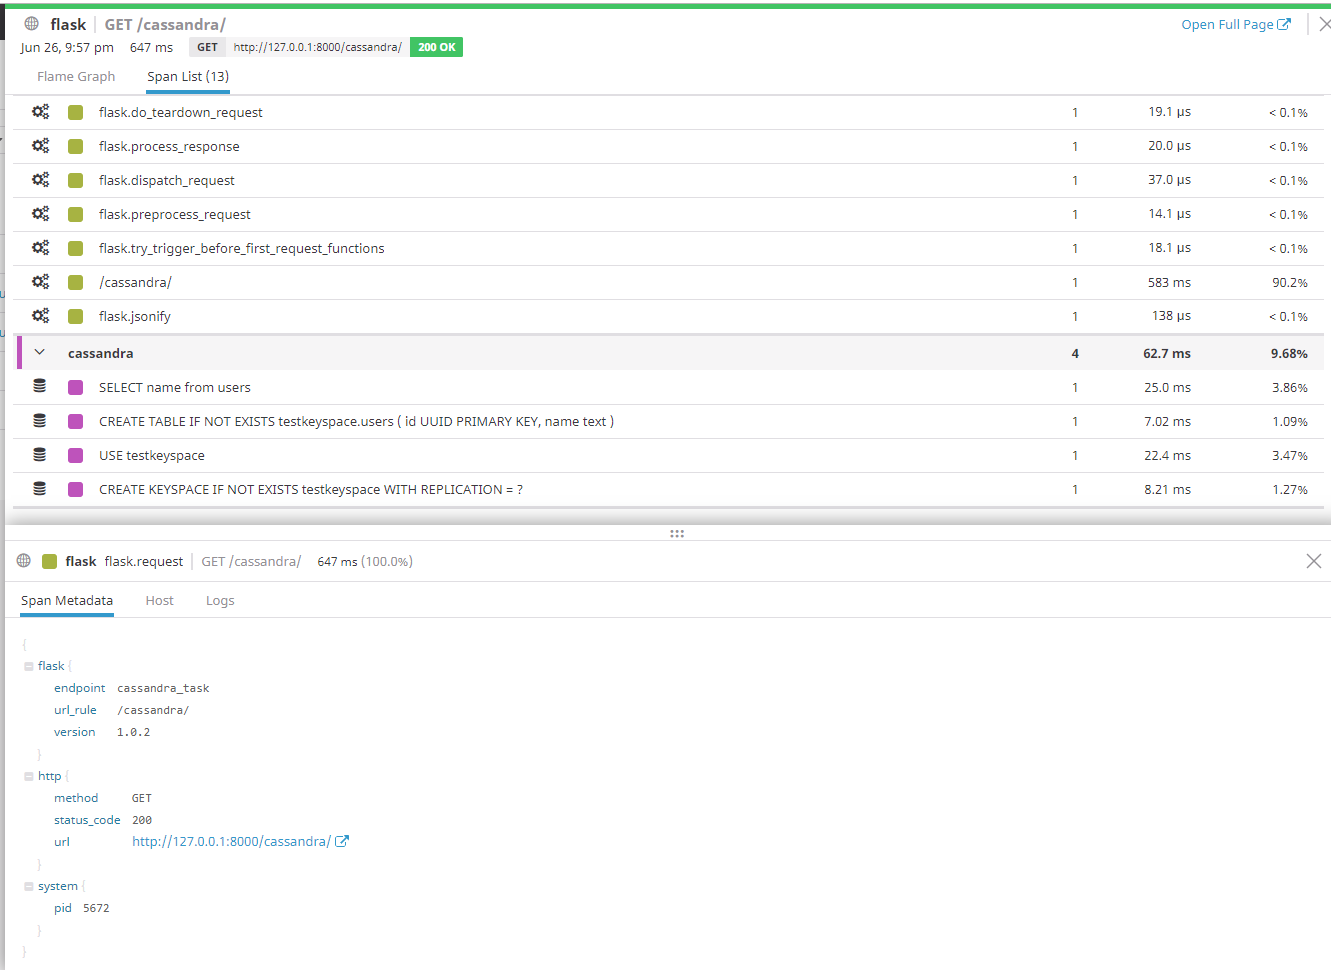 flask GET /cassandra/ Open Full Page
Jun 26, 9:57 pm 647 ms GET http://127.0.0.1:8000/cassandra/ 200 OK
Flame Graph Span List (13)
flask.do_teardown_request 1 19.1 µs < 0.1%
flask.process_response 1 20.0 µs < 0.1%
flask.dispatch_request 1 37.0 µs < 0.1%
flask.preprocess_request 1 14.1 µs < 0.1%
flask.try_trigger_before_first_request_functions 1 18.1 µs < 0.1%
/cassandra/ 1 583 ms 90.2%
flask.jsonify 1 138 µs < 0.1%
cassandra 4 62.7 ms 9.68%
SELECT name from users 1 25.0 ms 3.86%
CREATE TABLE IF NOT EXISTS testkeyspace.users ( id UUID PRIMARY KEY, name text ) 1 7.02 ms 1.09%
USE testkeyspace 1 22.4 ms 3.47%
CREATE KEYSPACE IF NOT EXISTS testkeyspace WITH REPLICATION = ? 1 8.21 ms 1.27%
flask flask.request GET /cassandra/ 647 ms (100.0%)
Span Metadata Host Logs
{
flask {
endpoint cassandra_task
url_rule /cassandra/
version 1.0.2
}
http {
method GET
status_code 200
url http://127.0.0.1:8000/cassandra/
}
system {
pid 5672
}
}